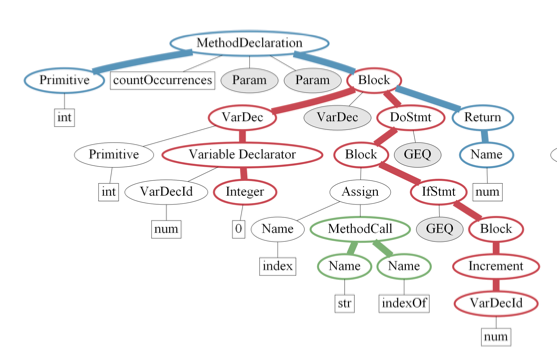 MethodDeclaration
Primitive countOccurrences Param Param Block
int VarDec VarDec DoStmt Return
Primitive Variable Declarator Block GEQ Name
int VarDecId Integer Assign IfStmt num
num 0 Name MethodCall GEQ Block
index Name Name Increment
str indexOf VarDecId
num